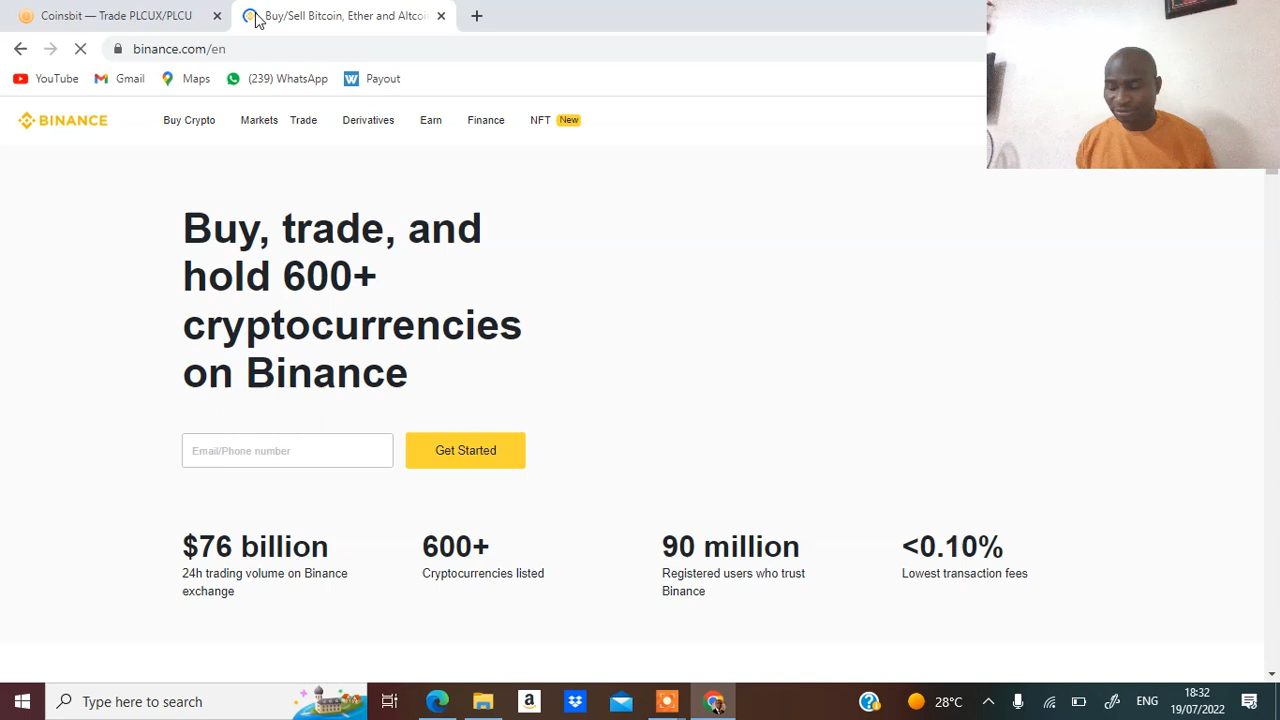 Coinsbit — Trade PLCUX/PLCU
Buy/Sell Bitcoin, Ether and Altcoi
binance.com/en
YouTube
Gmail
Maps
(239) WhatsApp
Payout
BINANCE
Buy Crypto
Markets
Trade
Derivatives
Earn
Finance
NFT
New
Buy, trade, and
hold 600+
cryptocurrencies
on Binance
Email/Phone number
Get Started
$76 billion
24h trading volume on Binance
exchange
600+
Cryptocurrencies listed
90 million
Registered users who trust
Binance
<0.10%
Lowest transaction fees
Type here to search
28°C
ENG
18:32
19/07/2022